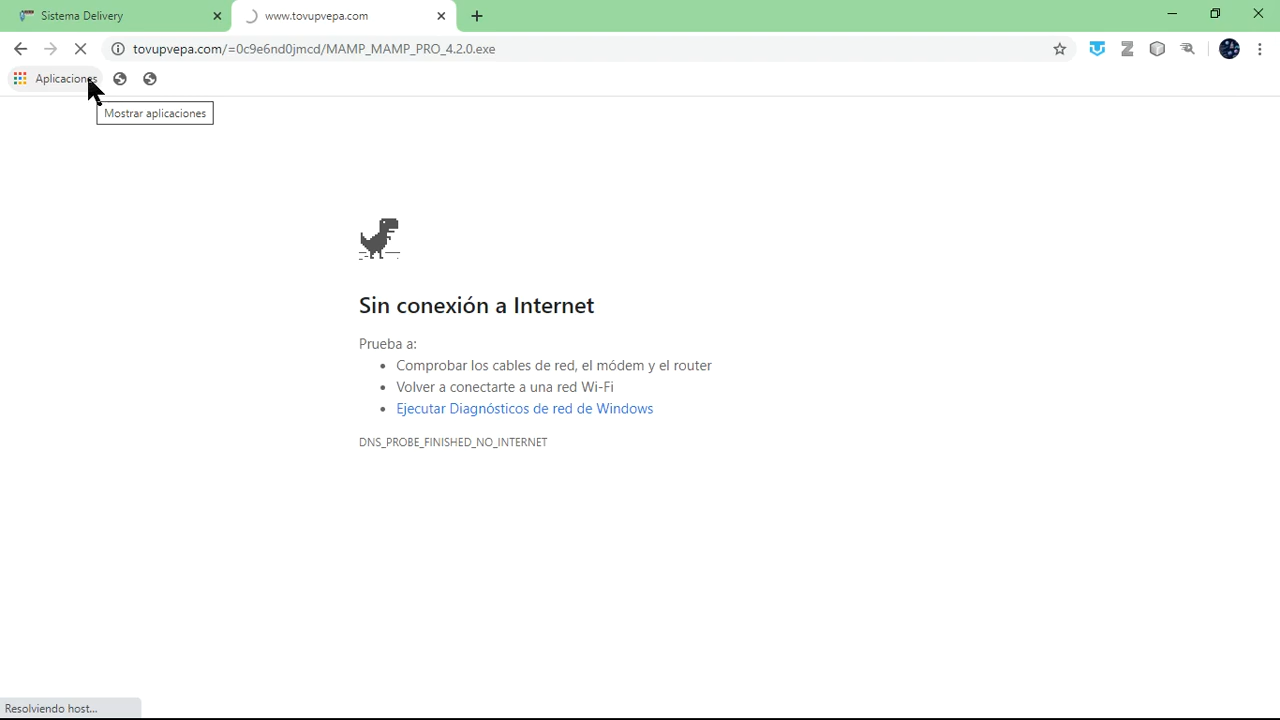 Sistema Delivery
www.tovupvepa.com
tovupvepa.com/=0c9e6nd0jmcd/MAMP_MAMP_PRO_4.2.0.exe
Aplicaciones
Mostrar aplicaciones
Sin conexión a Internet
Prueba a:
Comprobar los cables de red, el módem y el router
Volver a conectarte a una red Wi-Fi
Ejecutar Diagnósticos de red de Windows
DNS_PROBE_FINISHED_NO_INTERNET
Resolviendo host...